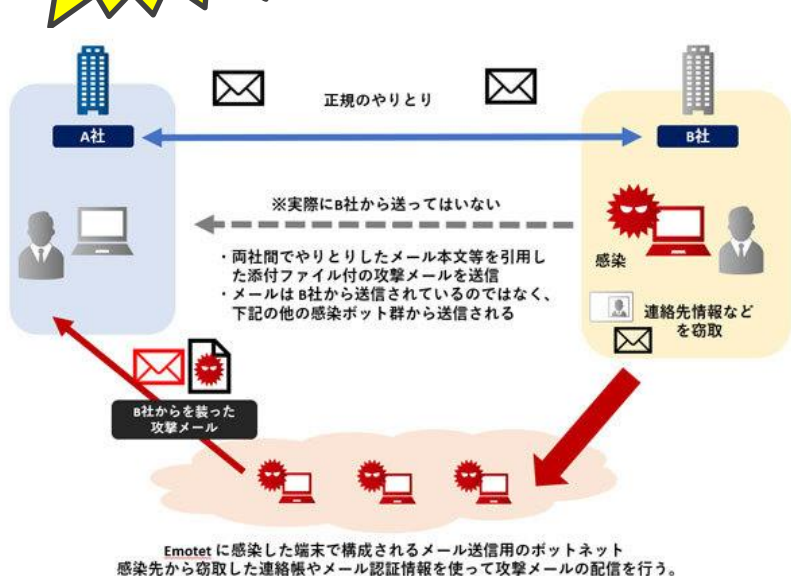 正規のやりとり
A社
B社
※実際にB社から送ってはいない
・両社間でやりとりしたメール本文等を引用し
た添付ファイル付の攻撃メールを送信
・メールは B社から送信されているのではなく、
下記の他の感染ボット群から送信される
感染
連絡先情報など
を窃取
B社からを装った
攻撃メール
Emotet に感染した端末で構成されるメール送信用のボットネット
感染先から窃取した連絡帳やメール認証情報を使って攻撃メールの配信を行う。